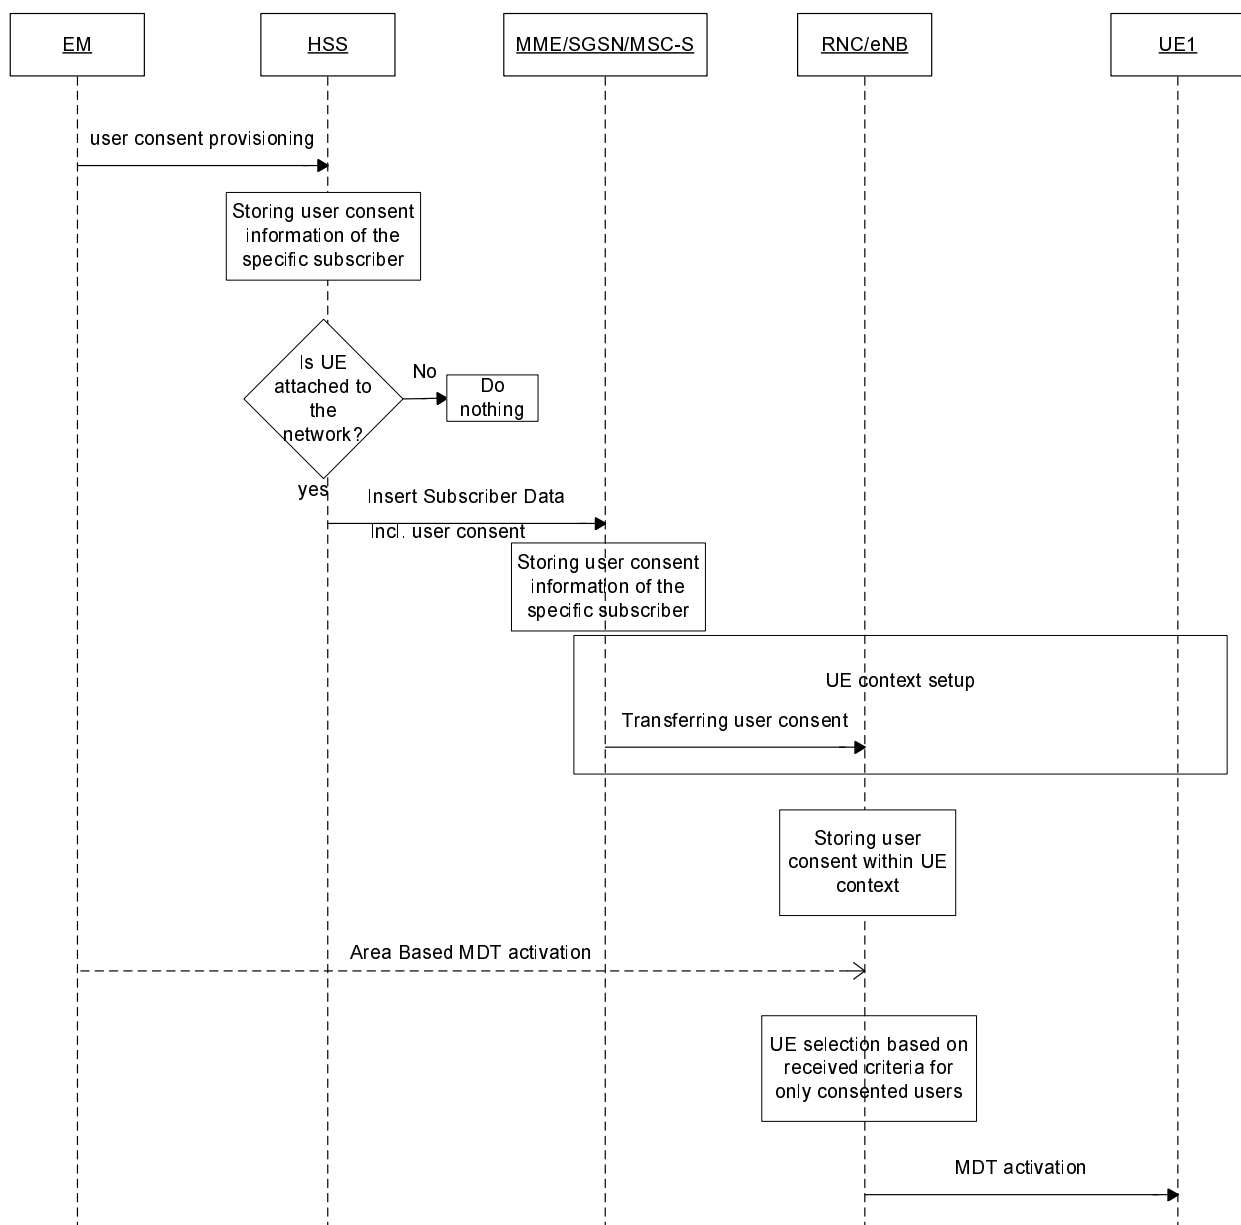 EM
HSS
MME/SGSN/MSC-S
RNC/eNB
UE1
user consent provisioning
Storing user consent
information of the
specific subscriber
Is UE
attached to
the
network?
No
Do
nothing
yes
Insert Subscriber Data
Incl. user consent
Storing user consent
information of the
specific subscriber
UE context setup
Transferring user consent
Storing user
consent within UE
context
Area Based MDT activation
UE selection based on
received criteria for
only consented users
MDT activation